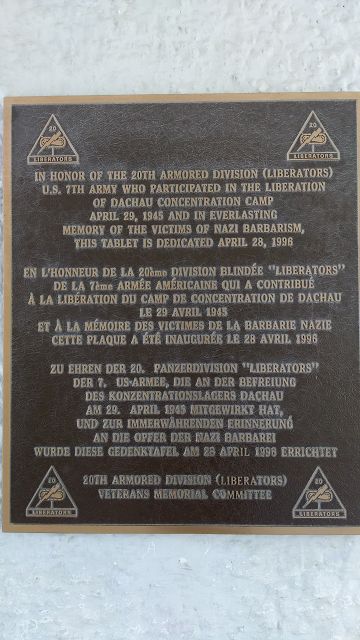 20
LIBERATORS
20
LIBERATORS
IN HONOR OF THE 20TH ARMORED DIVISION (LIBERATORS)
U.S. 7TH ARMY WHO PARTICIPATED IN THE LIBERATION
OF DACHAU CONCENTRATION CAMP
APRIL 29, 1945 AND IN EVERLASTING
MEMORY OF THE VICTIMS OF NAZI BARBARISM,
THIS TABLET IS DEDICATED APRIL 28, 1996
EN L'HONNEUR DE LA 20ème DIVISION BLINDÉE "LIBERATORS"
DE LA 7ème ARMÉE AMÉRICAINE QUI A CONTRIBUÉ
À LA LIBÉRATION DU CAMP DE CONCENTRATION DE DACHAU
LE 29 AVRIL 1945
ET À LA MÉMOIRE DES VICTIMES DE LA BARBARIE NAZIE
CETTE PLAQUE A ÉTÉ INAUGURÉE LE 28 AVRIL 1996
ZU EHREN DER 20. PANZERDIVISION "LIBERATORS"
DER 7. US-ARMEE, DIE AN DER BEFREIUNG
DES KONZENTRATIONSLAGERS DACHAU
AM 29. APRIL 1945 MITGEWIRKT HAT,
UND ZUR IMMERWÄHRENDEN ERINNERUNG
AN DIE OPFER DER NAZI BARBAREI
WURDE DIESE GEDENKTAFEL AM 28 APRIL 1996 ERRICHTET
20
LIBERATORS
20TH ARMORED DIVISION (LIBERATORS)
VETERANS MEMORIAL COMMITTEE
20
LIBERATORS